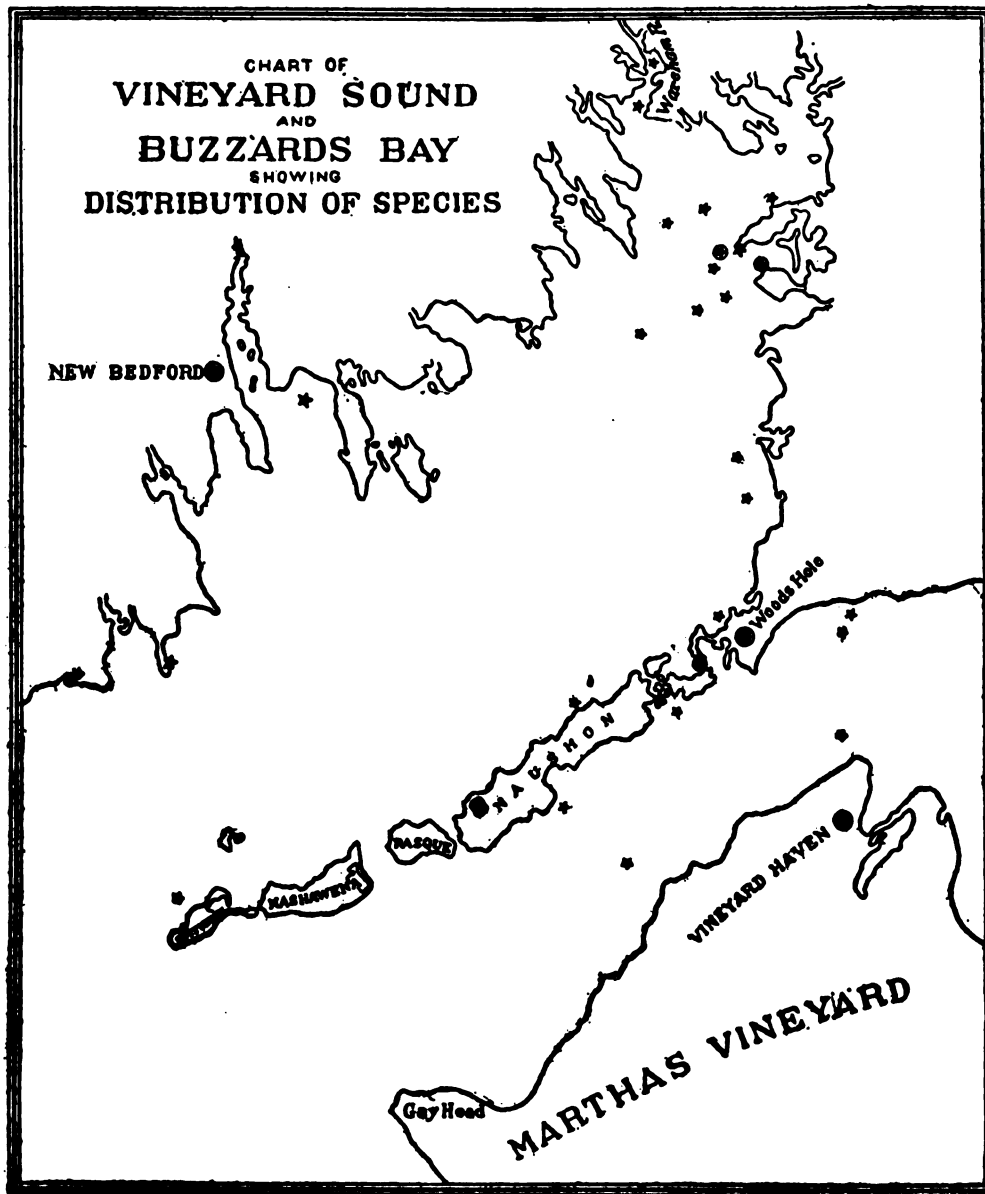 CHART OF
VINEYARD SOUND
AND
BUZZARDS BAY
SHOWING
DISTRIBUTION OF SPECIES
Wareham R
NEW BEDFORD
Woods Hole
NAUSHON
PASQUE
NASHAWENA
VINEYARD HAVEN
MARTHAS VINEYARD
Gay Head